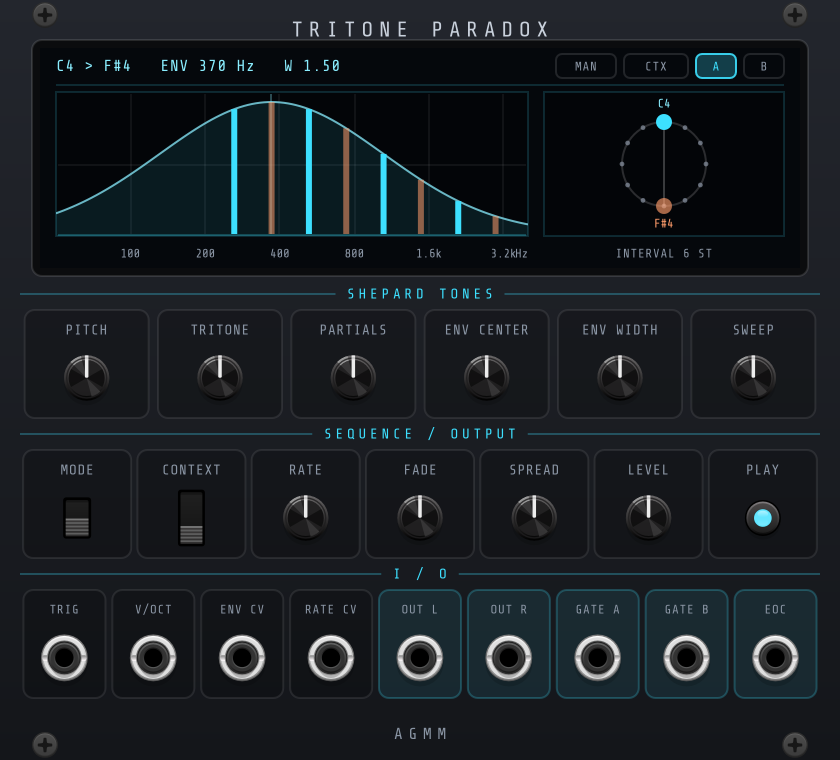 TRITONE PARADOX
C4 > F#4 ENV 370 Hz W 1.50 MAN CTX A B
C4
F#4
100 200 400 800 1.6k 3.2kHz INTERVAL 6 ST
SHEPARD TONES
PITCH TRITONE PARTIALS ENV CENTER ENV WIDTH SWEEP
SEQUENCE / OUTPUT
MODE CONTEXT RATE FADE SPREAD LEVEL PLAY
I / O
TRIG V/OCT ENV CV RATE CV OUT L OUT R GATE A GATE B EOC
AGMM